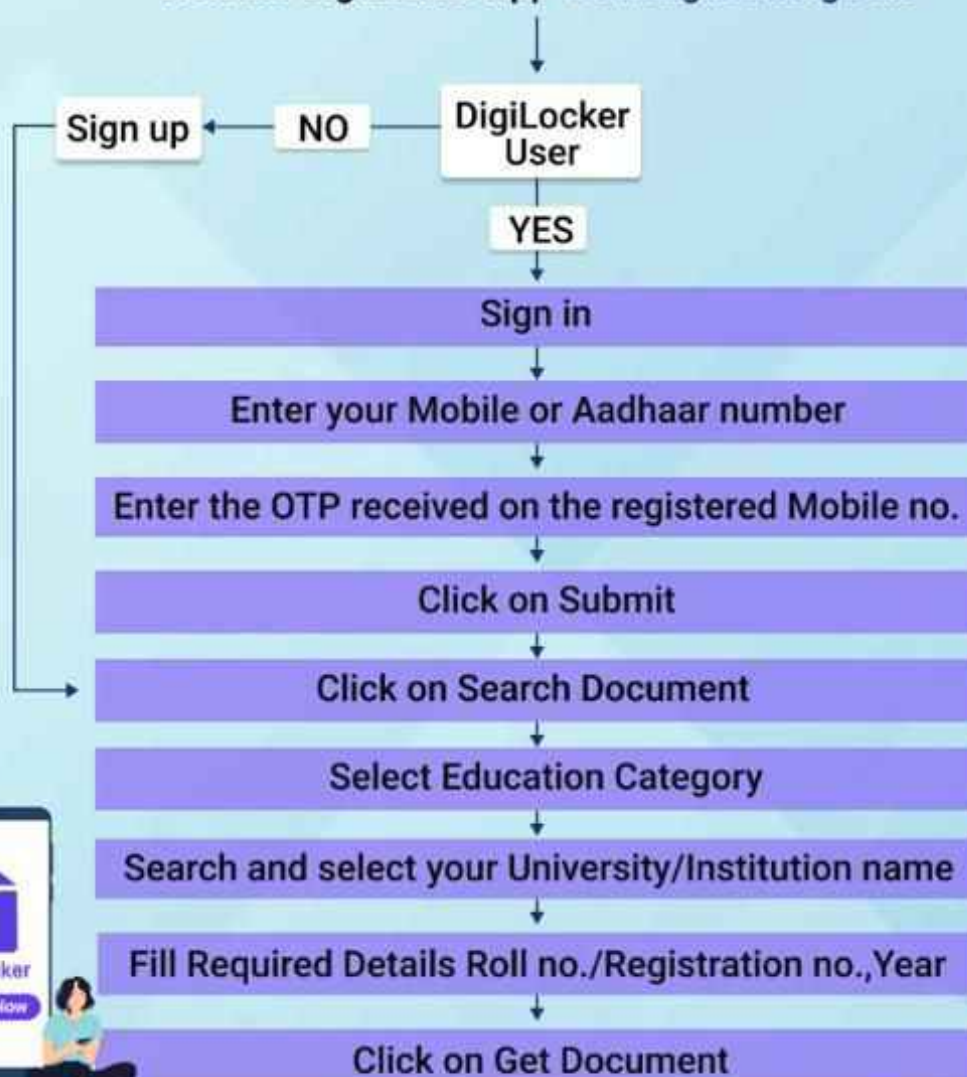 DigiLocker
User
NO
Sign up
YES
Sign in
Enter your Mobile or Aadhaar number
Enter the OTP received on the registered Mobile no.
Click on Submit
Click on Search Document
Select Education Category
Search and select your University/Institution name
Fill Required Details Roll no./Registration no.,Year
Click on Get Document
ker